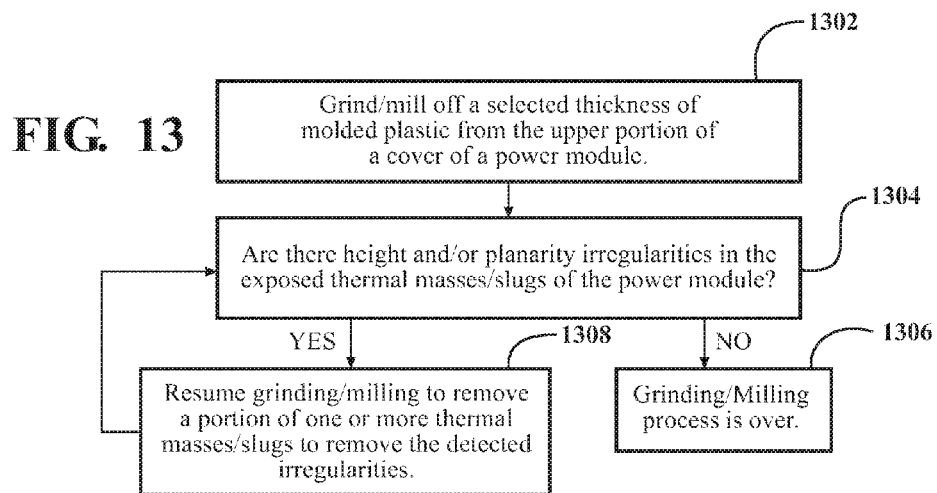 1302
FIG. 13
Grind/mill off a selected thickness of
molded plastic from the upper portion of
a cover of a power module.
1304
Are there height and/or planarity irregularities in the
exposed thermal masses/slugs of the power module?
YES
1308
NO
1306
Resume grinding/milling to remove
a portion of one or more thermal
masses/slugs to remove the detected
irregularities.
Grinding/Milling
process is over.